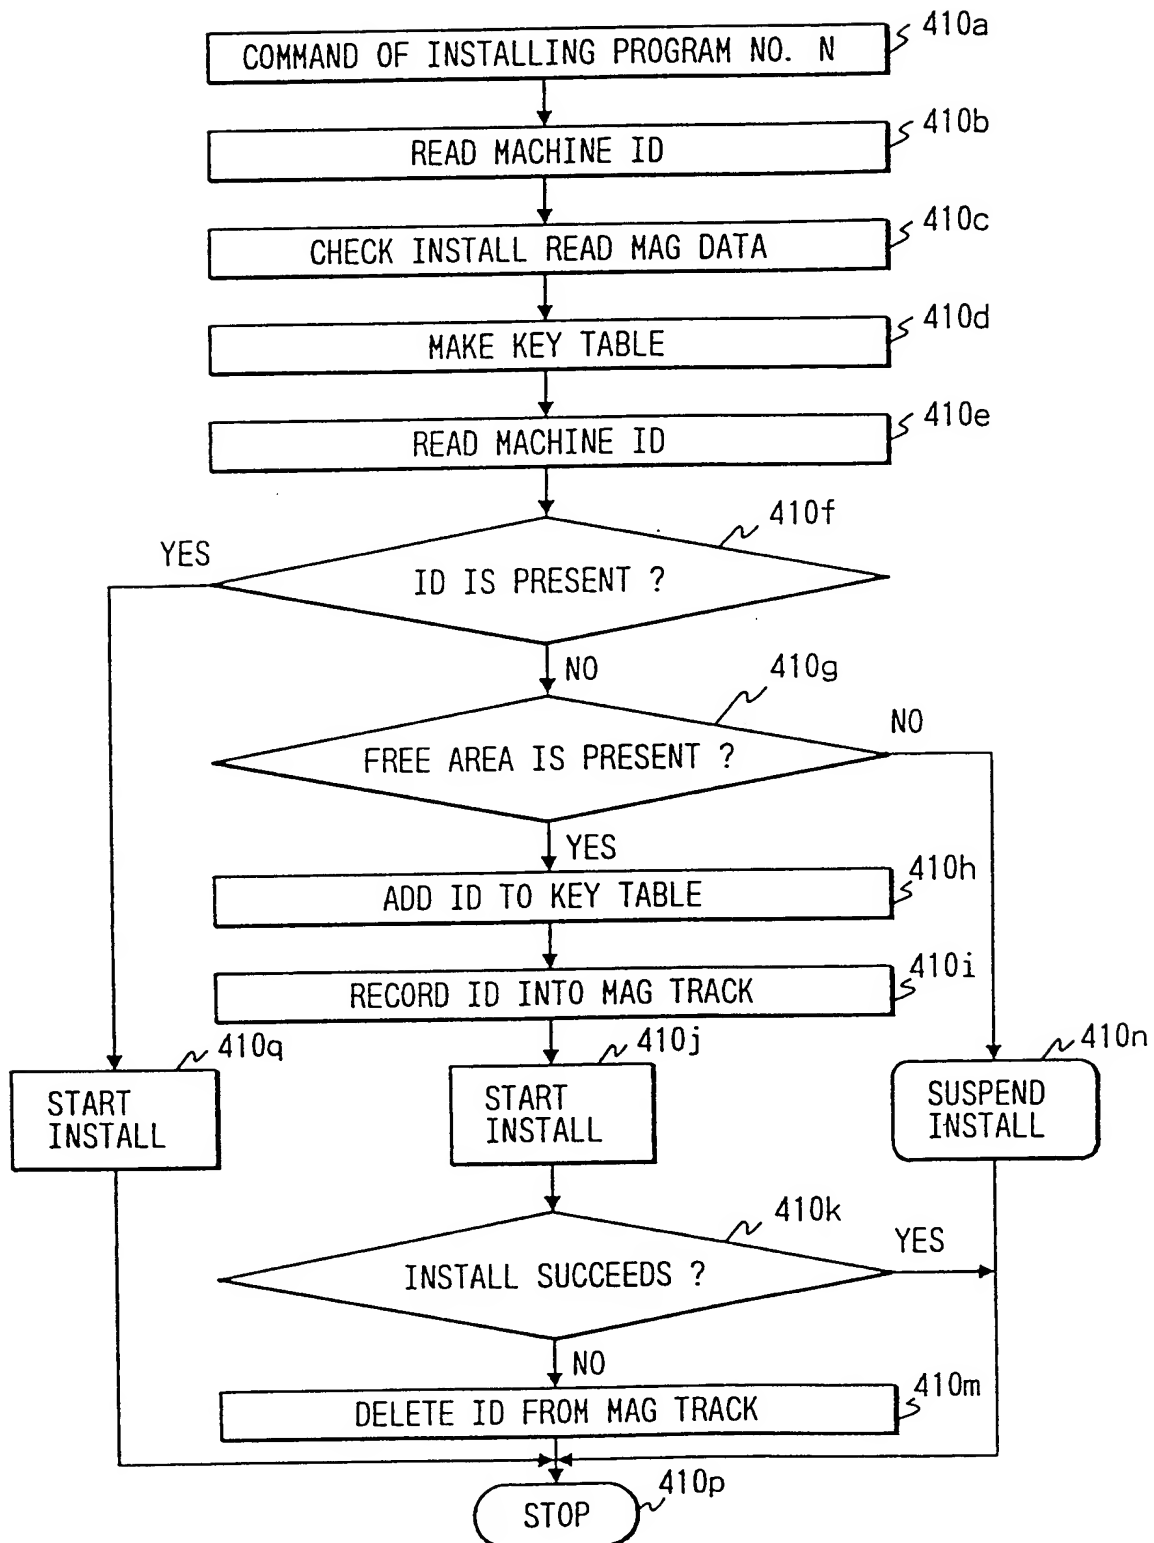 410a
COMMAND OF INSTALLING PROGRAM NO. N
410b
READ MACHINE ID
410c
CHECK INSTALL READ MAG DATA
410d
MAKE KEY TABLE
410e
READ MACHINE ID
410f
YES
ID IS PRESENT ?
NO
410g
NO
FREE AREA IS PRESENT ?
YES
410h
ADD ID TO KEY TABLE
410i
RECORD ID INTO MAG TRACK
410q
410j
410n
START
INSTALL
START
INSTALL
SUSPEND
INSTALL
410k
YES
INSTALL SUCCEEDS ?
NO
410m
DELETE ID FROM MAG TRACK
410p
STOP